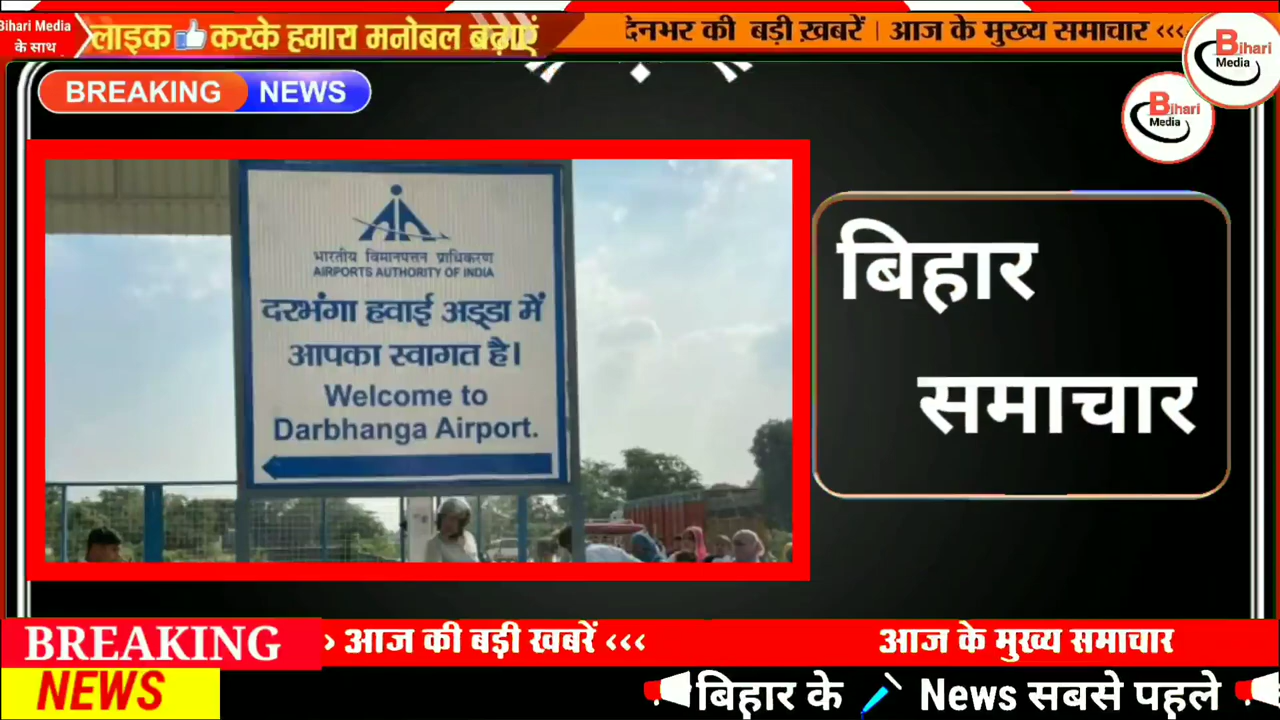 Bihari Media
के साथ
लाइक करके हमारा मनोबल बढ़ाएं
देनभर की बड़ी ख़बरें | आज के मुख्य समाचार <<<
Bihari
Media
BREAKING NEWS
Bihari
Media
भारतीय विमानपत्तन प्राधिकरण
AIRPORTS AUTHORITY OF INDIA
दरभंगा हवाई अड्डा में
आपका स्वागत है।
Welcome to
Darbhanga Airport.
बिहार
समाचार
BREAKING
NEWS
› आज की बड़ी खबरें ‹‹‹
आज के मुख्य समाचार
बिहार के News सबसे पहले